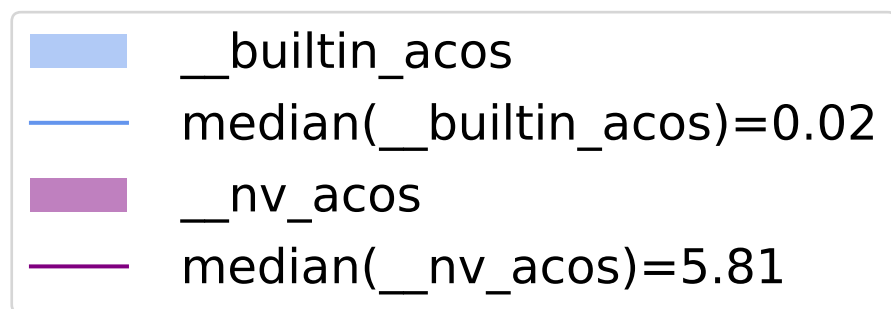 __builtin_acos
median(__builtin_acos)=0.02
__nv_acos
median(__nv_acos)=5.81